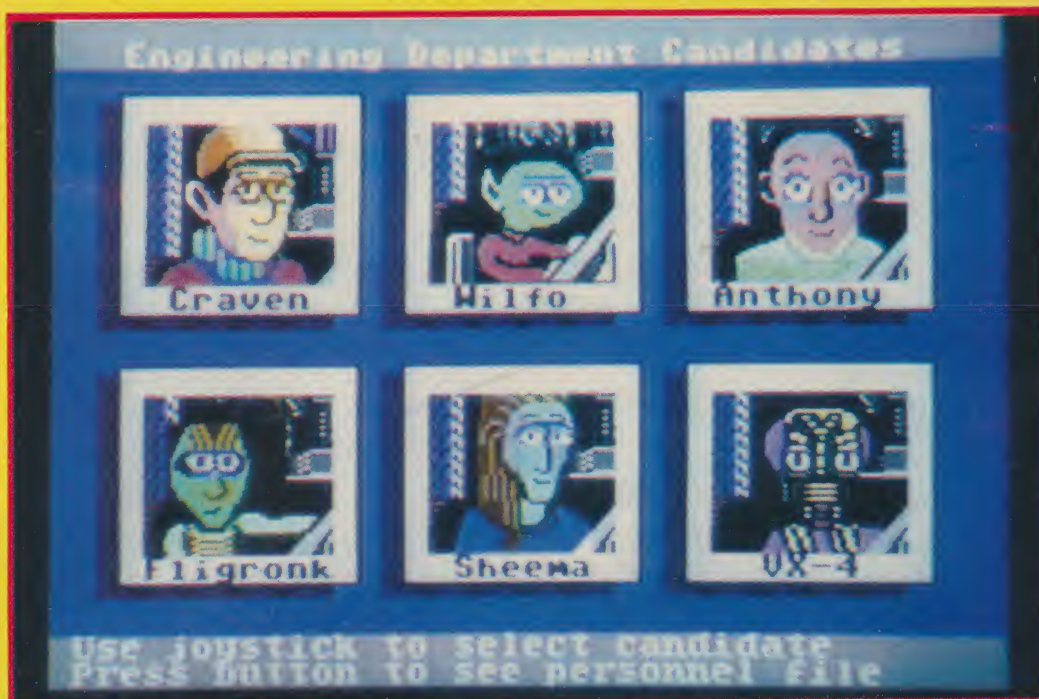 Engineering Department Candidates
Craven Wilfo Anthony
Fligronk Sheema VX-4
Use joystick to select candidate
Press button to see personnel file